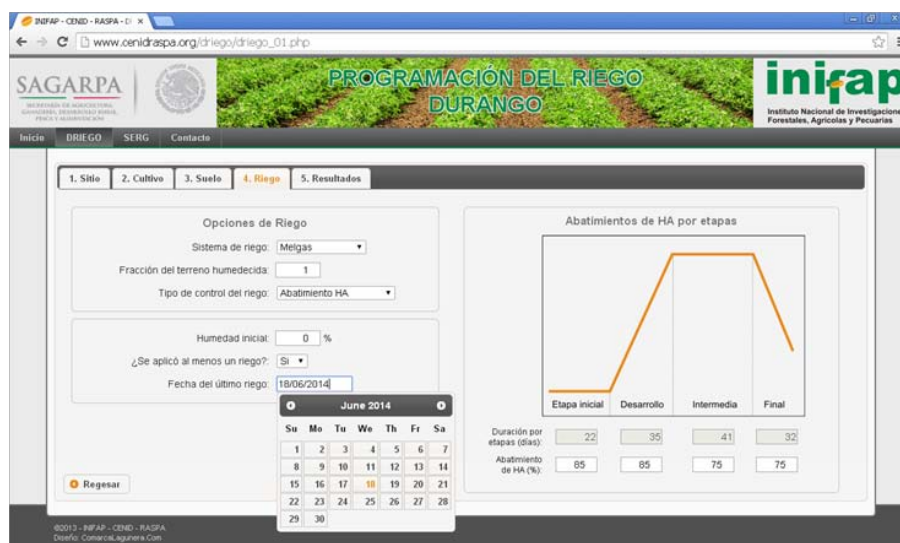 INIFAP - CENID - RASPA - D
www.cenidraspa.org/driego/driego_01.php
SAGARPA
PROGRAMACIÓN DEL RIEGO
DURANGO
inifap
Instituto Nacional de Investigaciones
Forestales, Agrícolas y Pecuarias
Inicio DRIEGO SERG Contacto
1. Sitio 2. Cultivo 3. Suelo 4. Riego 5. Resultados
Opciones de Riego
Sistema de riego: Melgas
Fracción del terreno humedecida: 1
Tipo de control del riego: Abatimiento HA
Humedad inicial: 0 %
¿Se aplicó al menos un riego?: Si
Fecha del último riego: 18/06/2014
June 2014
Su Mo Tu We Th Fr Sa
1 2 3 4 5 6 7
8 9 10 11 12 13 14
15 16 17 18 19 20 21
22 23 24 25 26 27 28
29 30
Regesar
Abatimientos de HA por etapas
Etapa inicial Desarrollo Intermedia Final
Duración por
etapas (días): 22 35 41 32
Abatimiento
de HA (%): 85 85 75 75
©2013 - INIFAP - CENID - RASPA
Diseño: ComarcaLagunera.Com